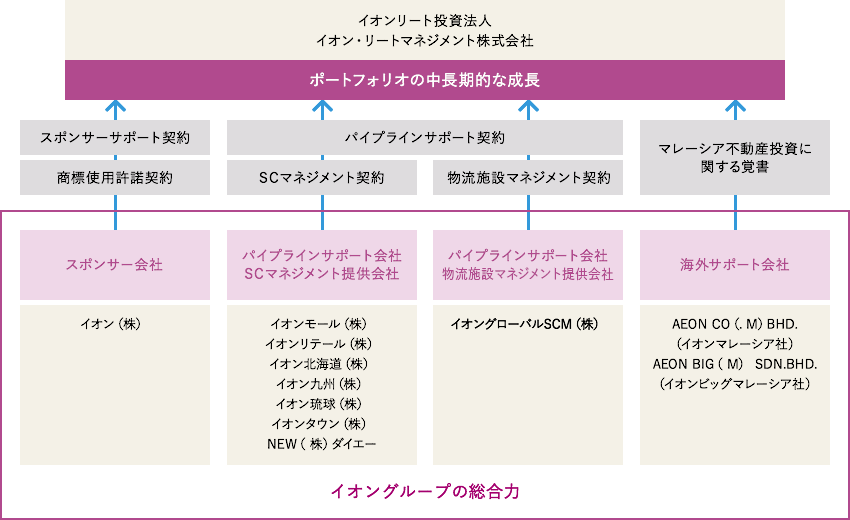 イオンリート投資法人
イオン・リートマネジメント株式会社
ポートフォリオの中長期的な成長
スポンサーサポート契約
パイプラインサポート契約
マレーシア不動産投資に
関する覚書
商標使用許諾契約
SCマネジメント契約
物流施設マネジメント契約
スポンサー会社
パイプラインサポート会社
SCマネジメント提供会社
パイプラインサポート会社
物流施設マネジメント提供会社
海外サポート会社
イオン (株)
イオンモール (株)
イオンリテール (株)
イオン北海道 (株)
イオン九州 (株)
イオン琉球 (株)
イオンタウン (株)
NEW ( 株) ダイエー
イオングローバルSCM (株)
AEON CO (. M) BHD.
(イオンマレーシア社)
AEON BIG ( M) SDN.BHD.
(イオンビッグマレーシア社)
イオングループの総合力